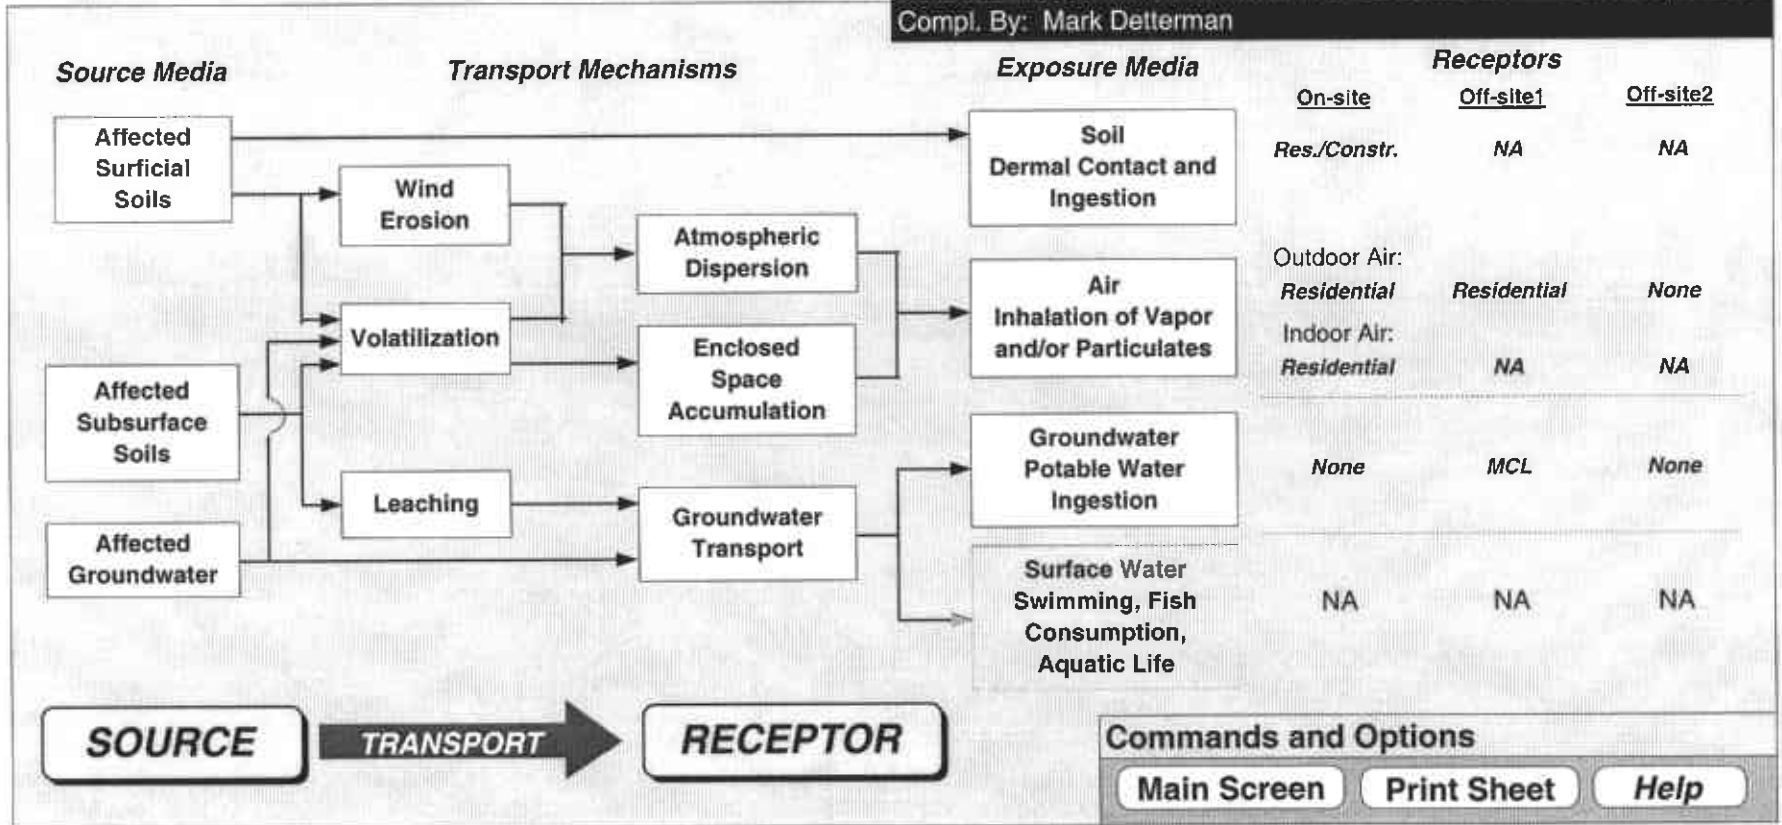 Compl. By: Mark Detterman
Source Media
Transport Mechanisms
Exposure Media
Receptors
On-site
Off-site1
Off-site2
Affected
Surficial
Soils
Wind
Erosion
Volatilization
Affected
Subsurface
Soils
Leaching
Affected
Groundwater
Atmospheric
Dispersion
Enclosed
Space
Accumulation
Groundwater
Transport
Soil
Dermal Contact and
Ingestion
Res./Constr.
NA
NA
Air
Inhalation of Vapor
and/or Particulates
Outdoor Air:
Residential
Residential
None
Indoor Air:
Residential
NA
NA
Groundwater
Potable Water
Ingestion
None
MCL
None
Surface Water
Swimming, Fish
Consumption,
Aquatic Life
NA
NA
NA
SOURCE
TRANSPORT
RECEPTOR
Commands and Options
Main Screen
Print Sheet
Help